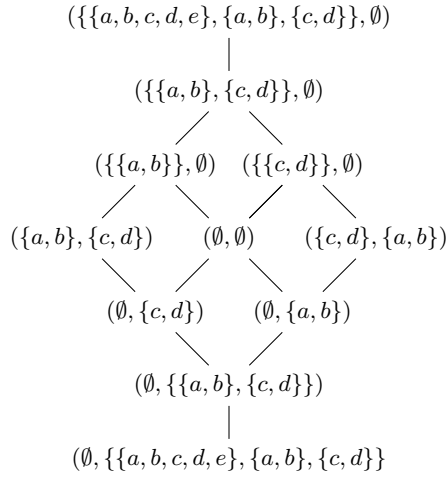 ({{a, b, c, d, e}, {a, b}, {c, d}}, ∅)
({{a, b}, {c, d}}, ∅)
({{a, b}}, ∅) ({{c, d}}, ∅)
({a, b}, {c, d}) (∅, ∅) ({c, d}, {a, b})
(∅, {c, d}) (∅, {a, b})
(∅, {{a, b}, {c, d}})
(∅, {{a, b, c, d, e}, {a, b}, {c, d}}